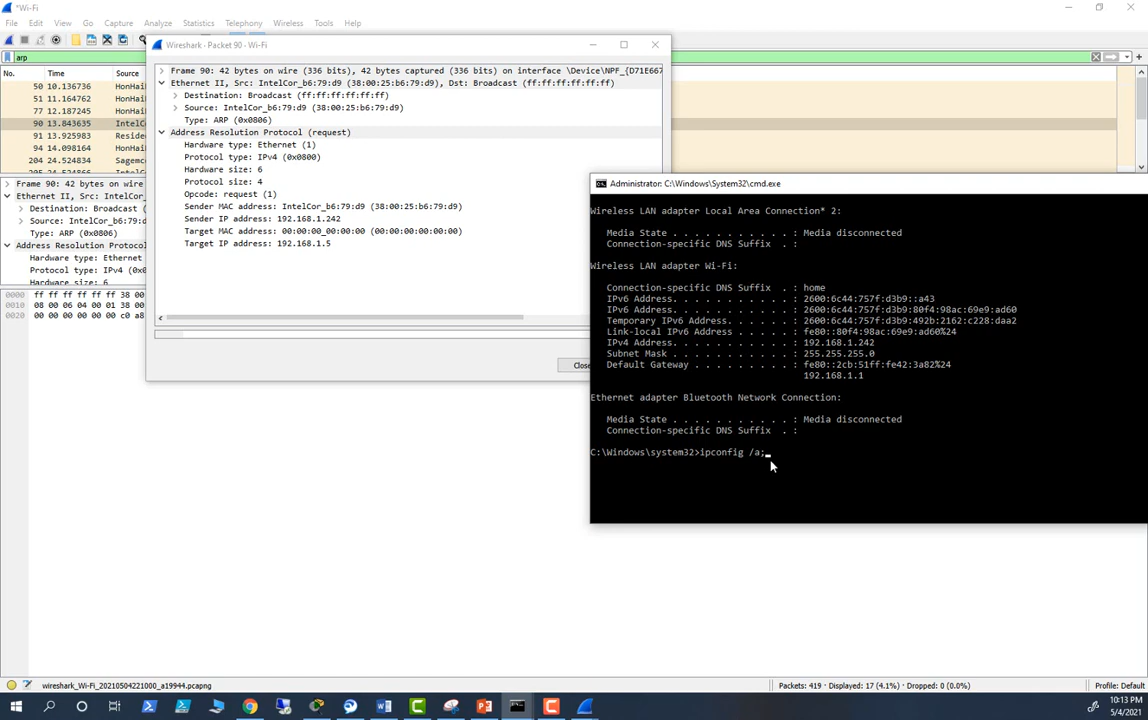 *Wi-Fi
File Edit View Go Capture Analyze Statistics Telephony Wireless Tools Help
arp
No. Time Source
50 10.136736 HonHai
51 11.164762 HonHai
77 12.187245 HonHai
90 13.843635 IntelCo
91 13.925983 Reside
94 14.098164 HonHai
204 24.524834 Sagemc
205 24.524866 IntelCo
Frame 90: 42 bytes on wire (336 b
Ethernet II, Src: IntelCor_b6:79:
Destination: Broadcast (
Source: IntelCor_b6:79:d
Type: ARP (0x0806)
Address Resolution Protocol
Hardware type: Ethernet
Protocol type: IPv4 (0x0
Hardware size: 6
0000 ff ff ff ff ff ff 38 00
0010 08 00 06 04 00 01 38 00
0020 00 00 00 00 00 00 c0 a8
Wireshark - Packet 90 - Wi-Fi
Frame 90: 42 bytes on wire (336 bits), 42 bytes captured (336 bits) on interface \Device\NPF_{D71E667
Ethernet II, Src: IntelCor_b6:79:d9 (38:00:25:b6:79:d9), Dst: Broadcast (ff:ff:ff:ff:ff:ff)
Destination: Broadcast (ff:ff:ff:ff:ff:ff)
Source: IntelCor_b6:79:d9 (38:00:25:b6:79:d9)
Type: ARP (0x0806)
Address Resolution Protocol (request)
Hardware type: Ethernet (1)
Protocol type: IPv4 (0x0800)
Hardware size: 6
Protocol size: 4
Opcode: request (1)
Sender MAC address: IntelCor_b6:79:d9 (38:00:25:b6:79:d9)
Sender IP address: 192.168.1.242
Target MAC address: 00:00:00_00:00:00 (00:00:00:00:00:00)
Target IP address: 192.168.1.5
Close
Administrator: C:\Windows\System32\cmd.exe
Wireless LAN adapter Local Area Connection* 2:
Media State . . . . . . . . . . . : Media disconnected
Connection-specific DNS Suffix . :
Wireless LAN adapter Wi-Fi:
Connection-specific DNS Suffix . : home
IPv6 Address. . . . . . . . . . . : 2600:6c44:757f:d3b9::a43
IPv6 Address. . . . . . . . . . . : 2600:6c44:757f:d3b9:80f4:98ac:69e9:ad60
Temporary IPv6 Address. . . . . . : 2600:6c44:757f:d3b9:492b:2162:c228:daa2
Link-local IPv6 Address . . . . . : fe80::80f4:98ac:69e9:ad60%24
IPv4 Address. . . . . . . . . . . : 192.168.1.242
Subnet Mask . . . . . . . . . . . : 255.255.255.0
Default Gateway . . . . . . . . . : fe80::2cb:51ff:fe42:3a82%24
192.168.1.1
Ethernet adapter Bluetooth Network Connection:
Media State . . . . . . . . . . . : Media disconnected
Connection-specific DNS Suffix . :
C:\Windows\system32>ipconfig /a;
wireshark_Wi-Fi_20210504221000_a19944.pcapng
Packets: 419 · Displayed: 17 (4.1%) · Dropped: 0 (0.0%)
Profile: Default
10:13 PM
5/4/2021